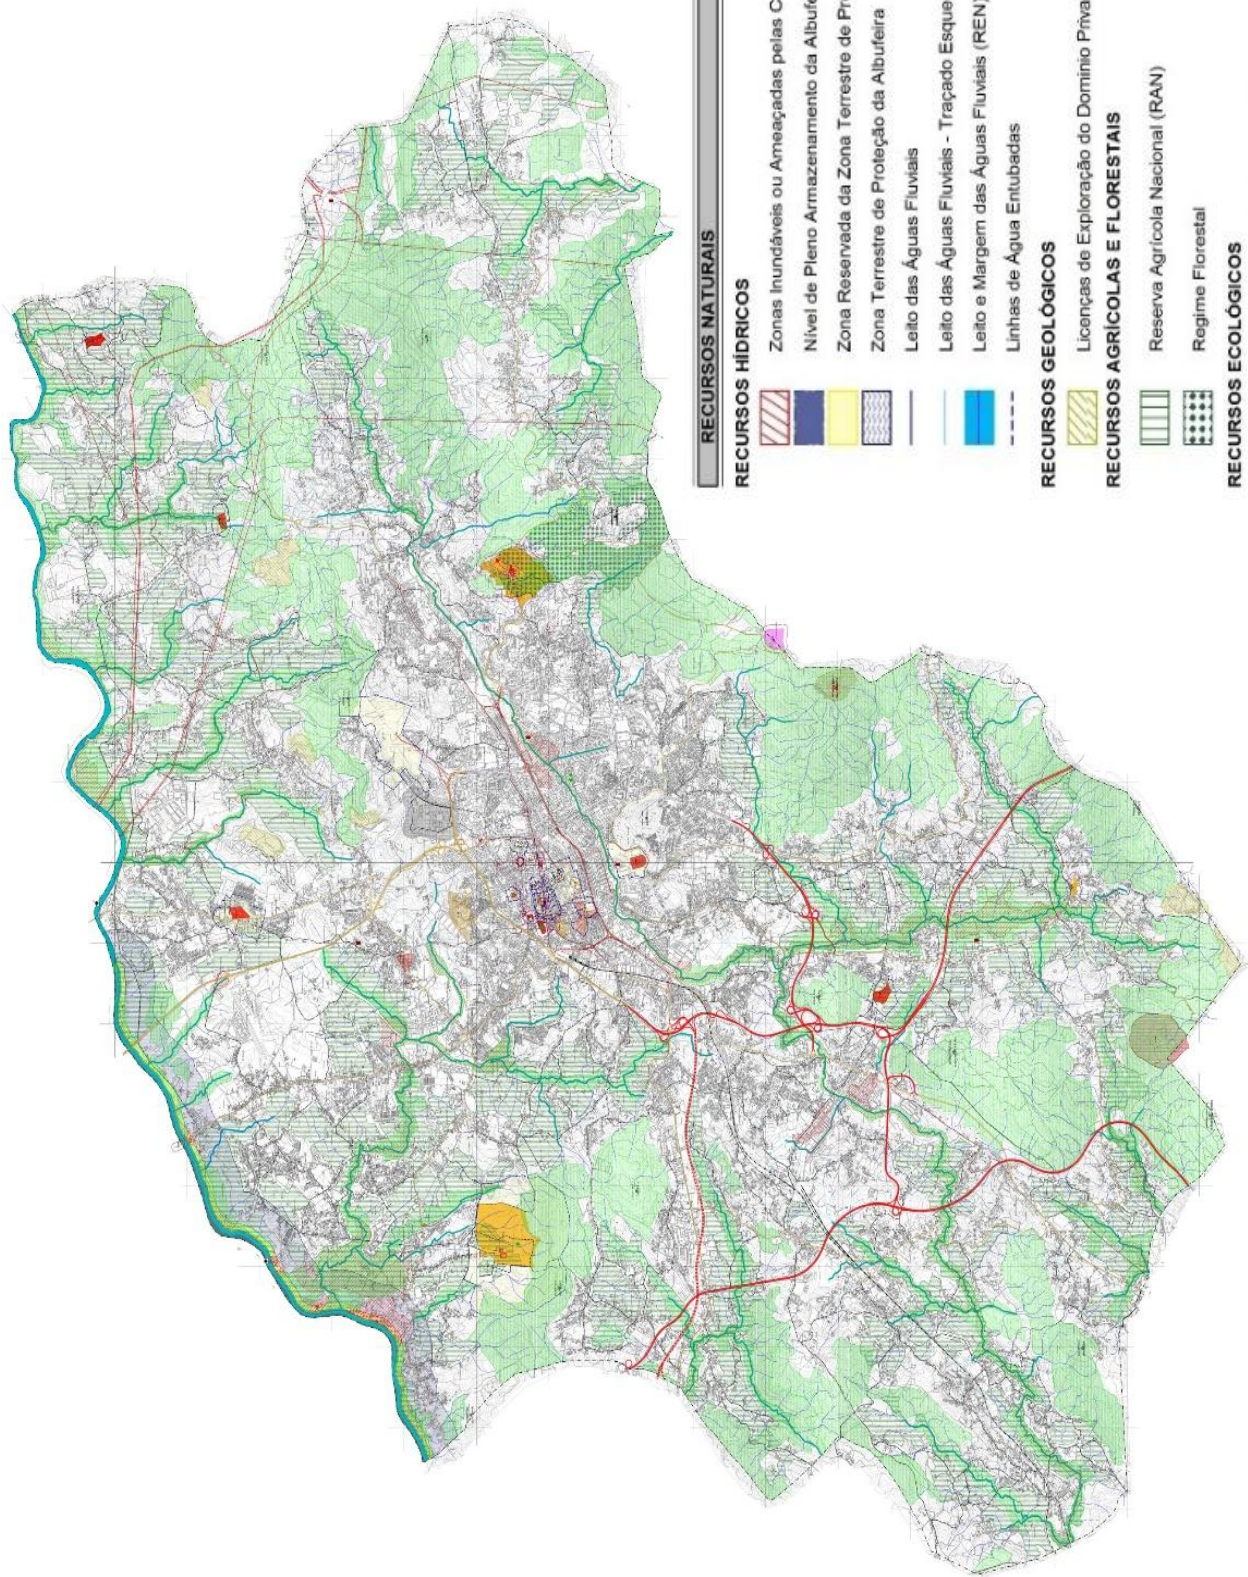 RECURSOS NATURAIS
RECURSOS HÍDRICOS
Zonas Inundáveis ou Ameaçadas pelas C
Nível de Pleno Armazenamento da Albufe
Zona Reservada da Zona Terrestre de Pr
Zona Terrestre de Proteção da Albufeira
Leito das Águas Fluviais
Leito das Águas Fluviais - Traçado Esque
Leito e Margem das Águas Fluviais (REN)
Linhas de Água Entubadas
RECURSOS GEOLÓGICOS
Licenças de Exploração do Domínio Priva
RECURSOS AGRÍCOLAS E FLORESTAIS
Reserva Agrícola Nacional (RAN)
Regime Florestal
RECURSOS ECOLÓGICOS